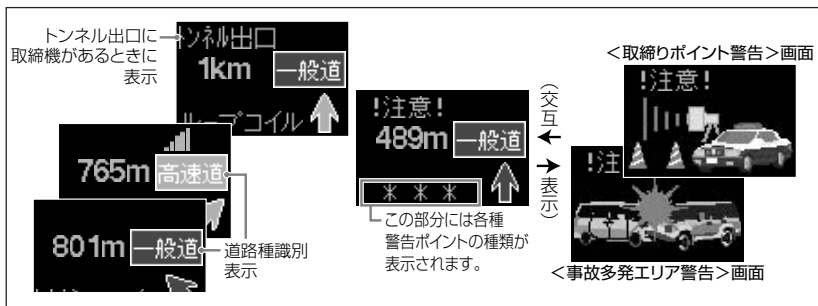 トンネル出口に
取締機があるときに
表示
トンネル出口
1km 一般道
ループコイル
765m 高速道
801m 一般道
道路種識別
表示
!注意!
489m 一般道
＊ ＊ ＊
この部分には各種
警告ポイントの種類が
表示されます。
(交互
表示)
<取締りポイント警告>画面
!注意!
!注
<事故多発エリア警告>画面